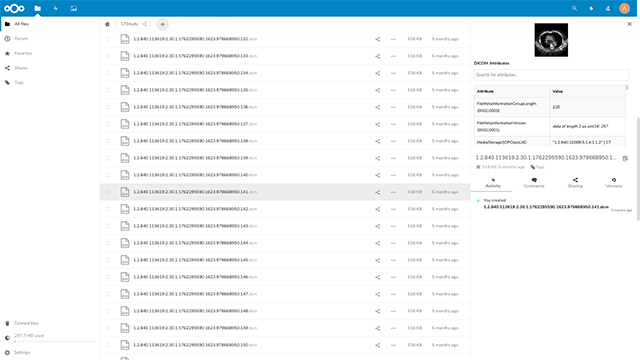 A
All files
Recent
Favorites
Shares
Tags
Deleted files
297.7 MB used
Settings
CTStudy
1.2.840.113619.2.30.1.1762295590.1623.978668950.132.dcm 518 KB 5 months ago
1.2.840.113619.2.30.1.1762295590.1623.978668950.133.dcm 518 KB 5 months ago
1.2.840.113619.2.30.1.1762295590.1623.978668950.134.dcm 518 KB 5 months ago
1.2.840.113619.2.30.1.1762295590.1623.978668950.135.dcm 518 KB 5 months ago
1.2.840.113619.2.30.1.1762295590.1623.978668950.136.dcm 518 KB 5 months ago
1.2.840.113619.2.30.1.1762295590.1623.978668950.137.dcm 518 KB 5 months ago
1.2.840.113619.2.30.1.1762295590.1623.978668950.138.dcm 518 KB 5 months ago
1.2.840.113619.2.30.1.1762295590.1623.978668950.139.dcm 518 KB 5 months ago
1.2.840.113619.2.30.1.1762295590.1623.978668950.140.dcm 518 KB 5 months ago
1.2.840.113619.2.30.1.1762295590.1623.978668950.141.dcm 518 KB 5 months ago
1.2.840.113619.2.30.1.1762295590.1623.978668950.142.dcm 518 KB 5 months ago
1.2.840.113619.2.30.1.1762295590.1623.978668950.143.dcm 518 KB 5 months ago
1.2.840.113619.2.30.1.1762295590.1623.978668950.144.dcm 518 KB 5 months ago
1.2.840.113619.2.30.1.1762295590.1623.978668950.145.dcm 518 KB 5 months ago
1.2.840.113619.2.30.1.1762295590.1623.978668950.146.dcm 518 KB 5 months ago
1.2.840.113619.2.30.1.1762295590.1623.978668950.147.dcm 518 KB 5 months ago
1.2.840.113619.2.30.1.1762295590.1623.978668950.148.dcm 518 KB 5 months ago
1.2.840.113619.2.30.1.1762295590.1623.978668950.149.dcm 518 KB 5 months ago
1.2.840.113619.2.30.1.1762295590.1623.978668950.150.dcm 518 KB 5 months ago
DICOM Attributes
Search for attributes.
Attribute Value
FileMetaInformationGroupLength
(0002,0000) 220
FileMetaInformationVersion
(0002,0001) data of length 2 as uint16: 257
MediaStorageSOPClassUID "1.2.840.10008.5.1.4.1.1.2" [ CT
1.2.840.113619.2.30.1.1762295590.1623.978668950.1...
518 KB, 5 months ago Tags
Activity Comments Sharing Versions
You created
1.2.840.113619.2.30.1.1762295590.1623.978668950.141.dcm
5 months ago